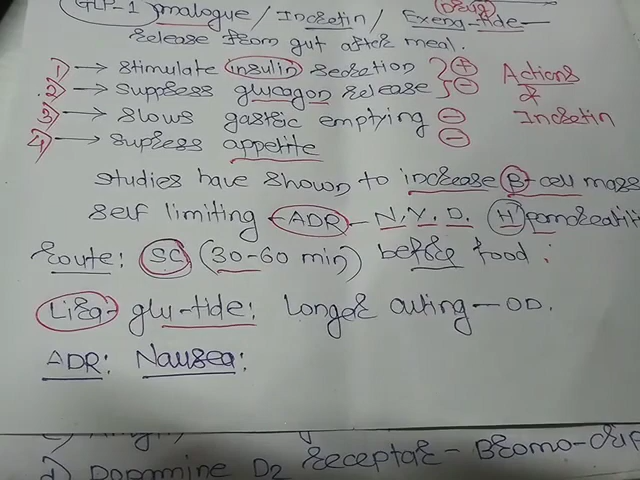 (Drug)
GLP-1 analogue / Incretin / Exeng-tide-
release from gut after meal.
1) → stimulate insulin secretion ⊕ Actions
2) → suppress glucagon release ⊖ of
3) → slows gastric emptying ⊖ Incretin
4) → supress appetite ⊖
studies have shown to increase β-cell mass
self limiting - ADR - N, V, D. (H)
Route: SC (30-60 min) before food :
Lira-glu-tide: Longer acting - OD.
ADR: Nausea:
d) Dopamine D2 receptor - Bromo-crip